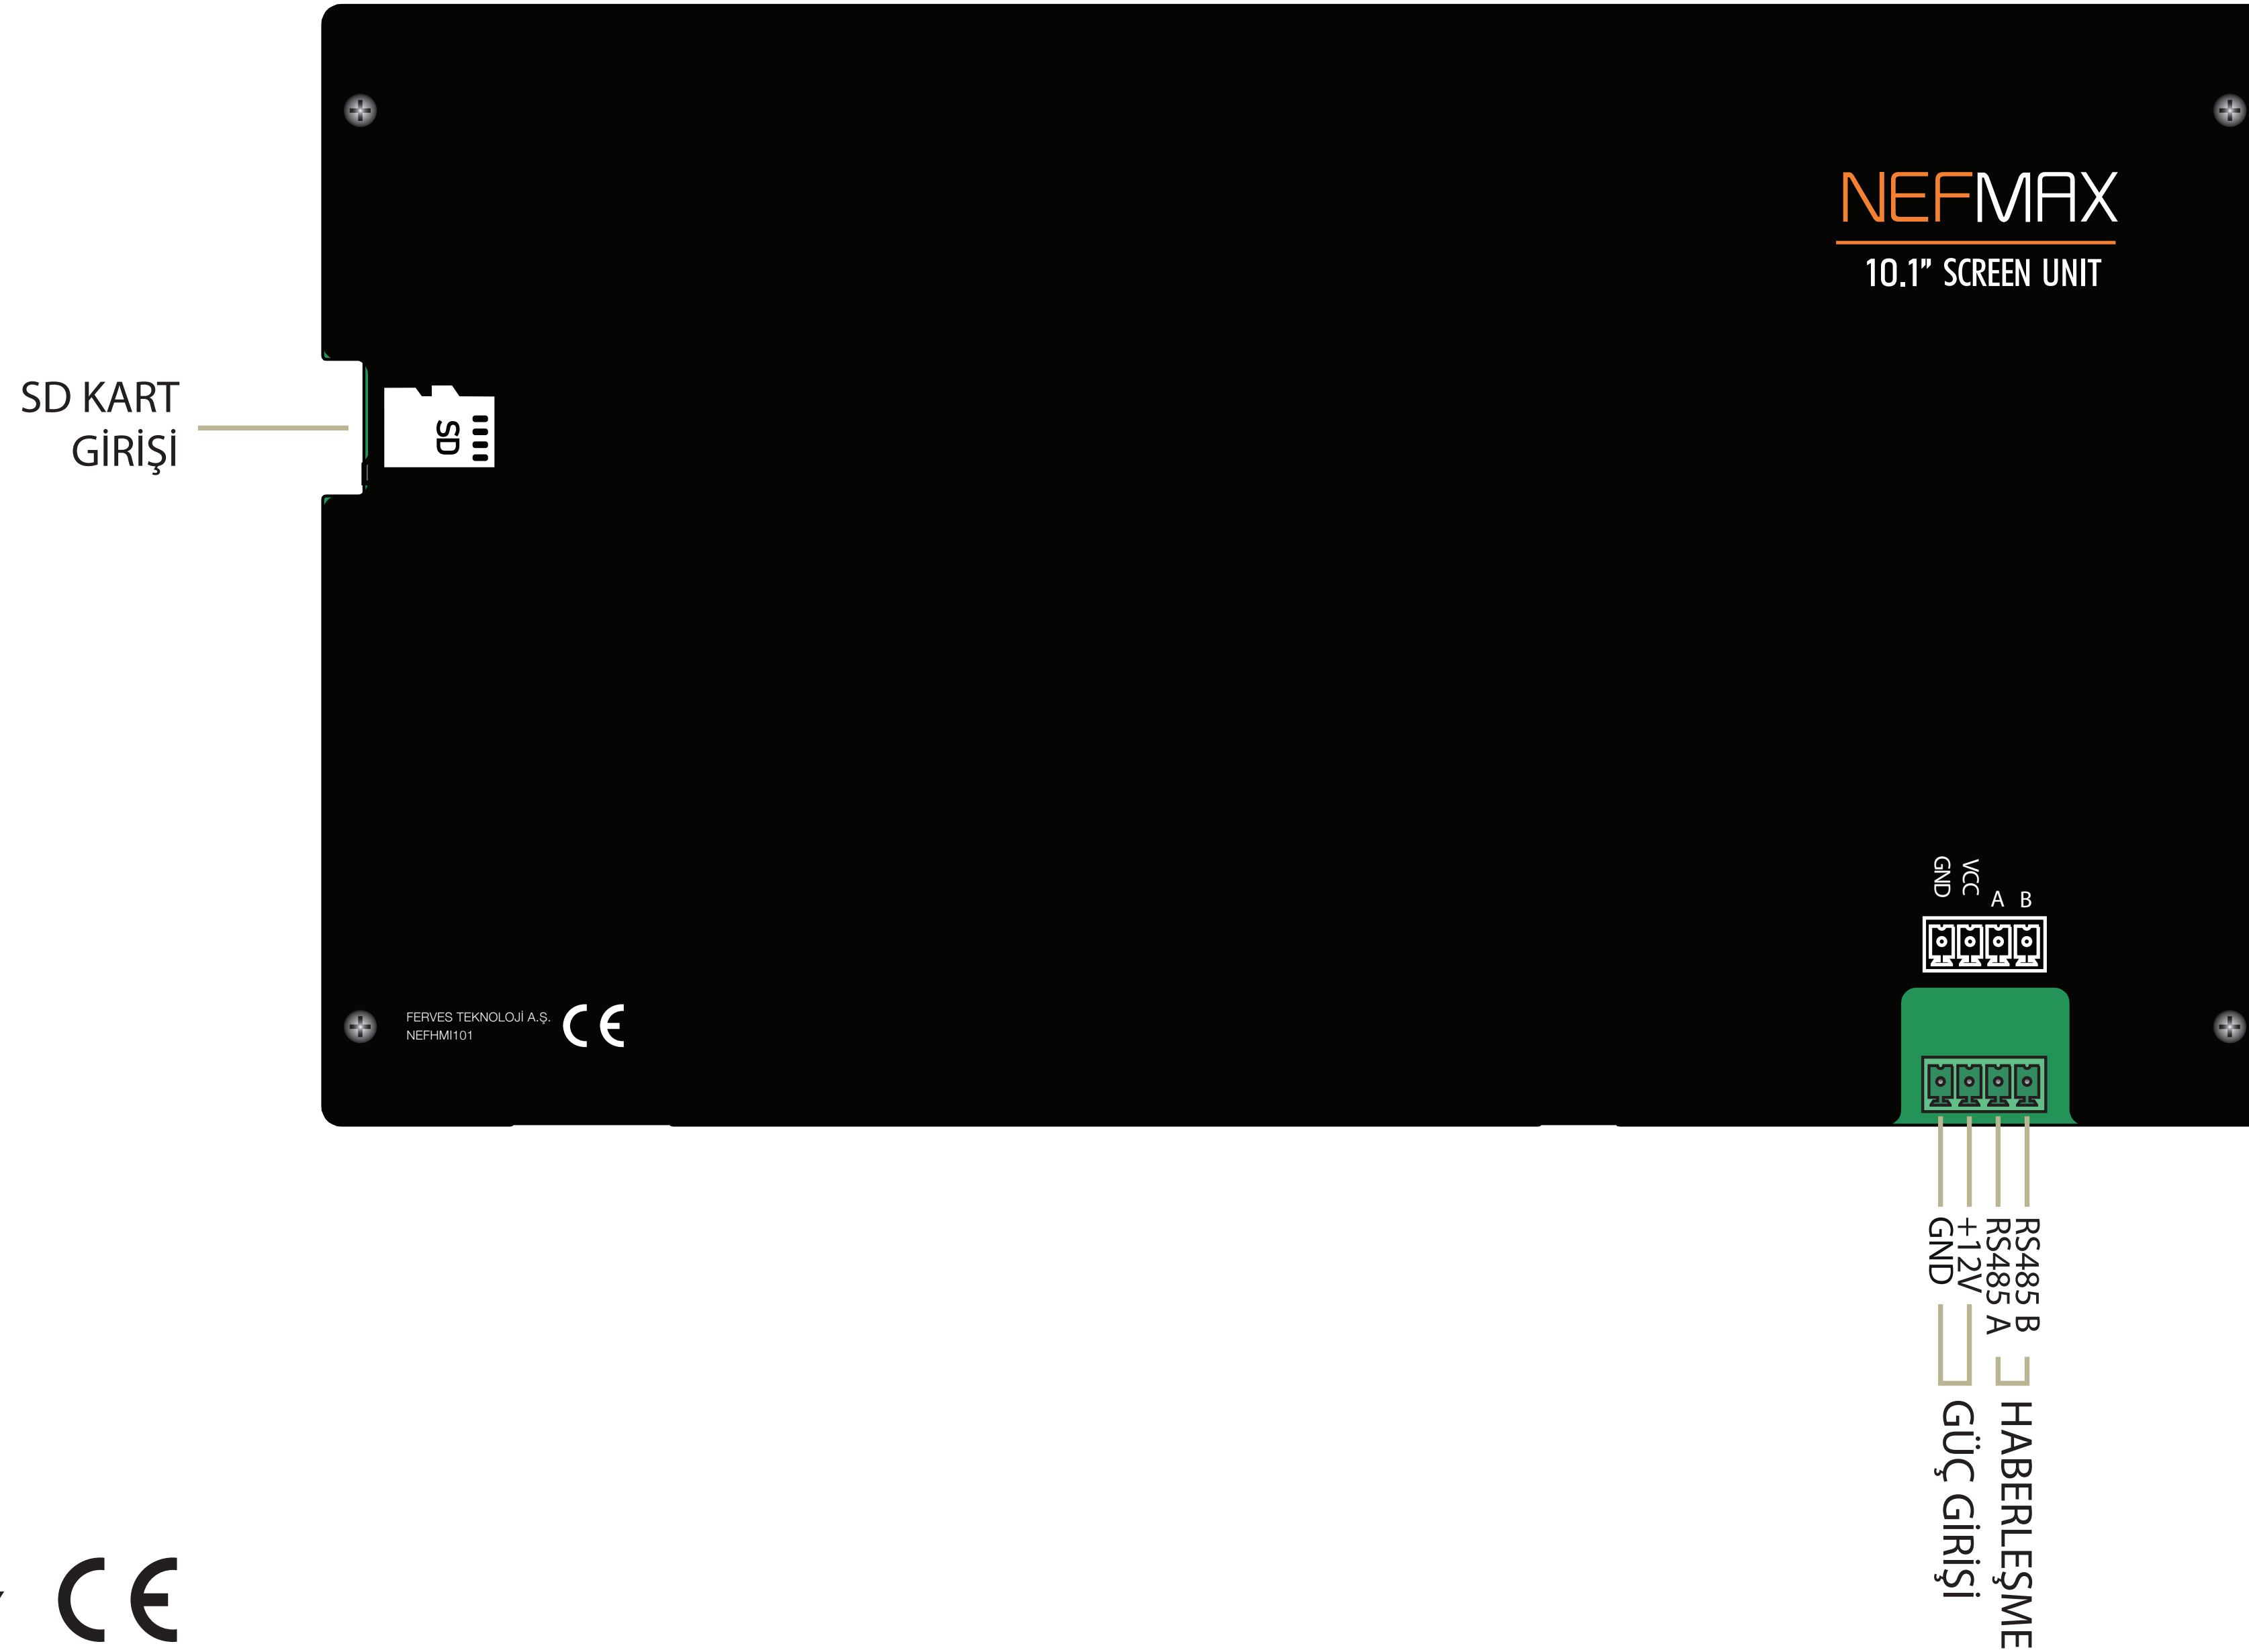 NEFMAX
10.1" SCREEN UNIT
SD KART
GİRİŞİ
SD
GND
VCC
A
B
FERVES TEKNOLOJİ A.Ş.
NEFHMI101
CE
GND
+12V
RS485 A
RS485 B
GÜÇ GİRİŞİ
HABERLEŞME
CE